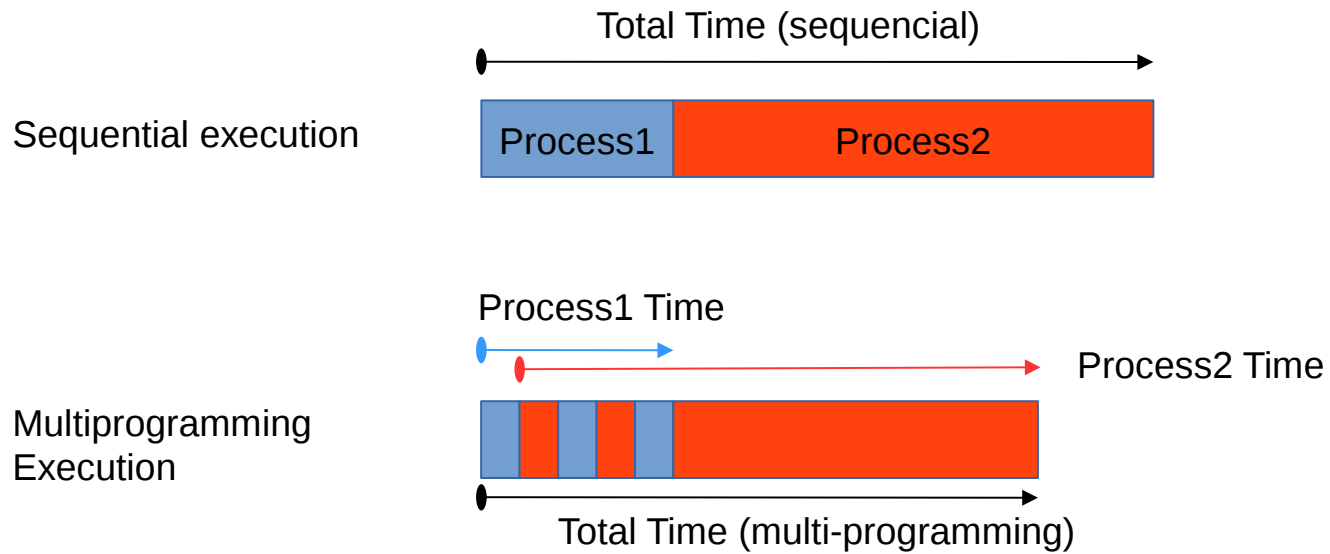 Total Time (sequencial)
Sequential execution
Process1
Process2
Process1 Time
Process2 Time
Multiprogramming
Execution
Total Time (multi-programming)